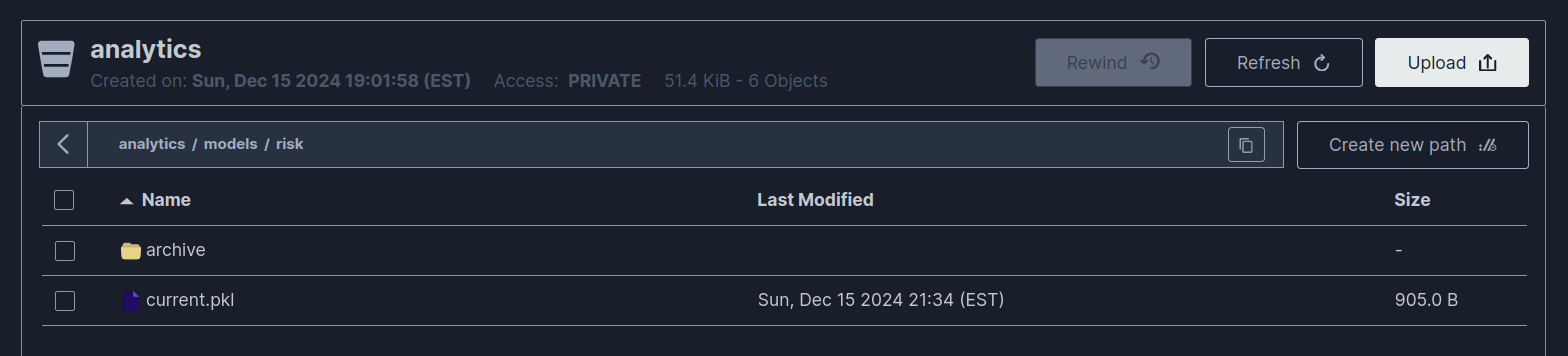 analytics
Created on: Sun, Dec 15 2024 19:01:58 (EST) Access: PRIVATE 51.4 KiB - 6 Objects
Rewind Refresh Upload
analytics / models / risk
Create new path
Name Last Modified Size
archive -
current.pkl Sun, Dec 15 2024 21:34 (EST) 905.0 B